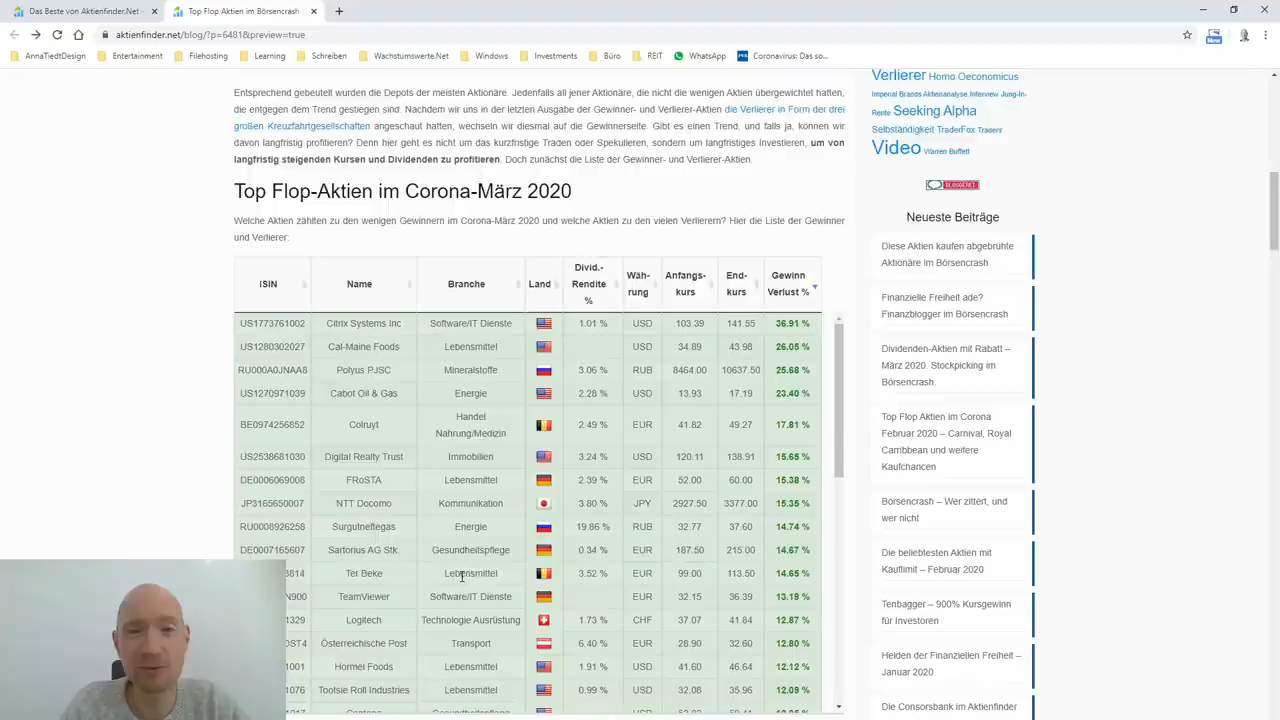 Das Beste von Aktienfinder.Net -
Top Flop Aktien im Börsencrash
aktienfinder.net/blog/?p=6481&preview=true
New
AnnaTiedtDesign Entertainment Filehosting Learning Schreiben Wachstumswerte.Net Windows Investments Büro REIT WhatsApp Coronavirus: Das so...
Entsprechend gebeutelt wurden die Depots der meisten Aktionäre. Jedenfalls all jener Aktionäre, die nicht die wenigen Aktien übergewichtet hatten,
die entgegen dem Trend gestiegen sind. Nachdem wir uns in der letzten Ausgabe der Gewinner- und Verlierer-Aktien die Verlierer in Form der drei
großen Kreuzfahrtgesellschaften angeschaut hatten, wechseln wir diesmal auf die Gewinnerseite. Gibt es einen Trend, und falls ja, können wir
davon langfristig profitieren? Denn hier geht es nicht um das kurzfristige Traden oder Spekulieren, sondern um langfristiges Investieren, um von
langfristig steigenden Kursen und Dividenden zu profitieren. Doch zunächst die Liste der Gewinner- und Verlierer-Aktien.
Top Flop-Aktien im Corona-März 2020
Welche Aktien zählten zu den wenigen Gewinnern im Corona-März 2020 und welche Aktien zu den vielen Verlierern? Hier die Liste der Gewinner
und Verlierer:
ISIN Name Branche Land Divid.-Rendite % Wäh-rung Anfangs-kurs End-kurs Gewinn Verlust %
US1773761002 Citrix Systems Inc Software/IT Dienste 1.01 % USD 103.39 141.55 36.91 %
US1280302027 Cal-Maine Foods Lebensmittel USD 34.89 43.98 26.05 %
RU000A0JNAA8 Polyus PJSC Mineralstoffe 3.06 % RUB 8464.00 10637.50 25.68 %
US1270971039 Cabot Oil & Gas Energie 2.28 % USD 13.93 17.19 23.40 %
BE0974256852 Colruyt Handel Nahrung/Medizin 2.49 % EUR 41.82 49.27 17.81 %
US2538681030 Digital Realty Trust Immobilien 3.24 % USD 120.11 138.91 15.65 %
DE0006069008 FRoSTA Lebensmittel 2.39 % EUR 52.00 60.00 15.38 %
JP3165650007 NTT Docomo Kommunikation 3.80 % JPY 2927.50 3377.00 15.35 %
RU0008926258 Surgutneftegas Energie 19.86 % RUB 32.77 37.60 14.74 %
DE0007165607 Sartorius AG Stk. Gesundheitspflege 0.34 % EUR 187.50 215.00 14.67 %
3814 Ter Beke Lebensmittel 3.52 % EUR 99.00 113.50 14.65 %
N900 TeamViewer Software/IT Dienste EUR 32.15 36.39 13.19 %
1329 Logitech Technologie Ausrüstung 1.73 % CHF 37.07 41.84 12.87 %
OST4 Österreichische Post Transport 6.40 % EUR 28.90 32.60 12.80 %
1001 Hormel Foods Lebensmittel 1.91 % USD 41.60 46.64 12.12 %
1076 Tootsie Roll Industries Lebensmittel 0.99 % USD 32.08 35.96 12.09 %
Verlierer Homo Oeconomicus
Imperial Brands Aktienanalyse Interview Jung-In-
Rente Seeking Alpha
Selbständigkeit TraderFox Traders
Video Warren Buffett
BLOGGEREI
Neueste Beiträge
Diese Aktien kaufen abgebrühte
Aktionäre im Börsencrash
Finanzielle Freiheit ade?
Finanzblogger im Börsencrash
Dividenden-Aktien mit Rabatt –
März 2020. Stockpicking im
Börsencrash.
Top Flop Aktien im Corona
Februar 2020 – Carnival, Royal
Carribbean und weitere
Kaufchancen
Börsencrash – Wer zittert, und
wer nicht
Die beliebtesten Aktien mit
Kauflimit – Februar 2020
Tenbagger – 900% Kursgewinn
für Investoren
Helden der Finanziellen Freiheit –
Januar 2020
Die Consorsbank im Aktienfinder